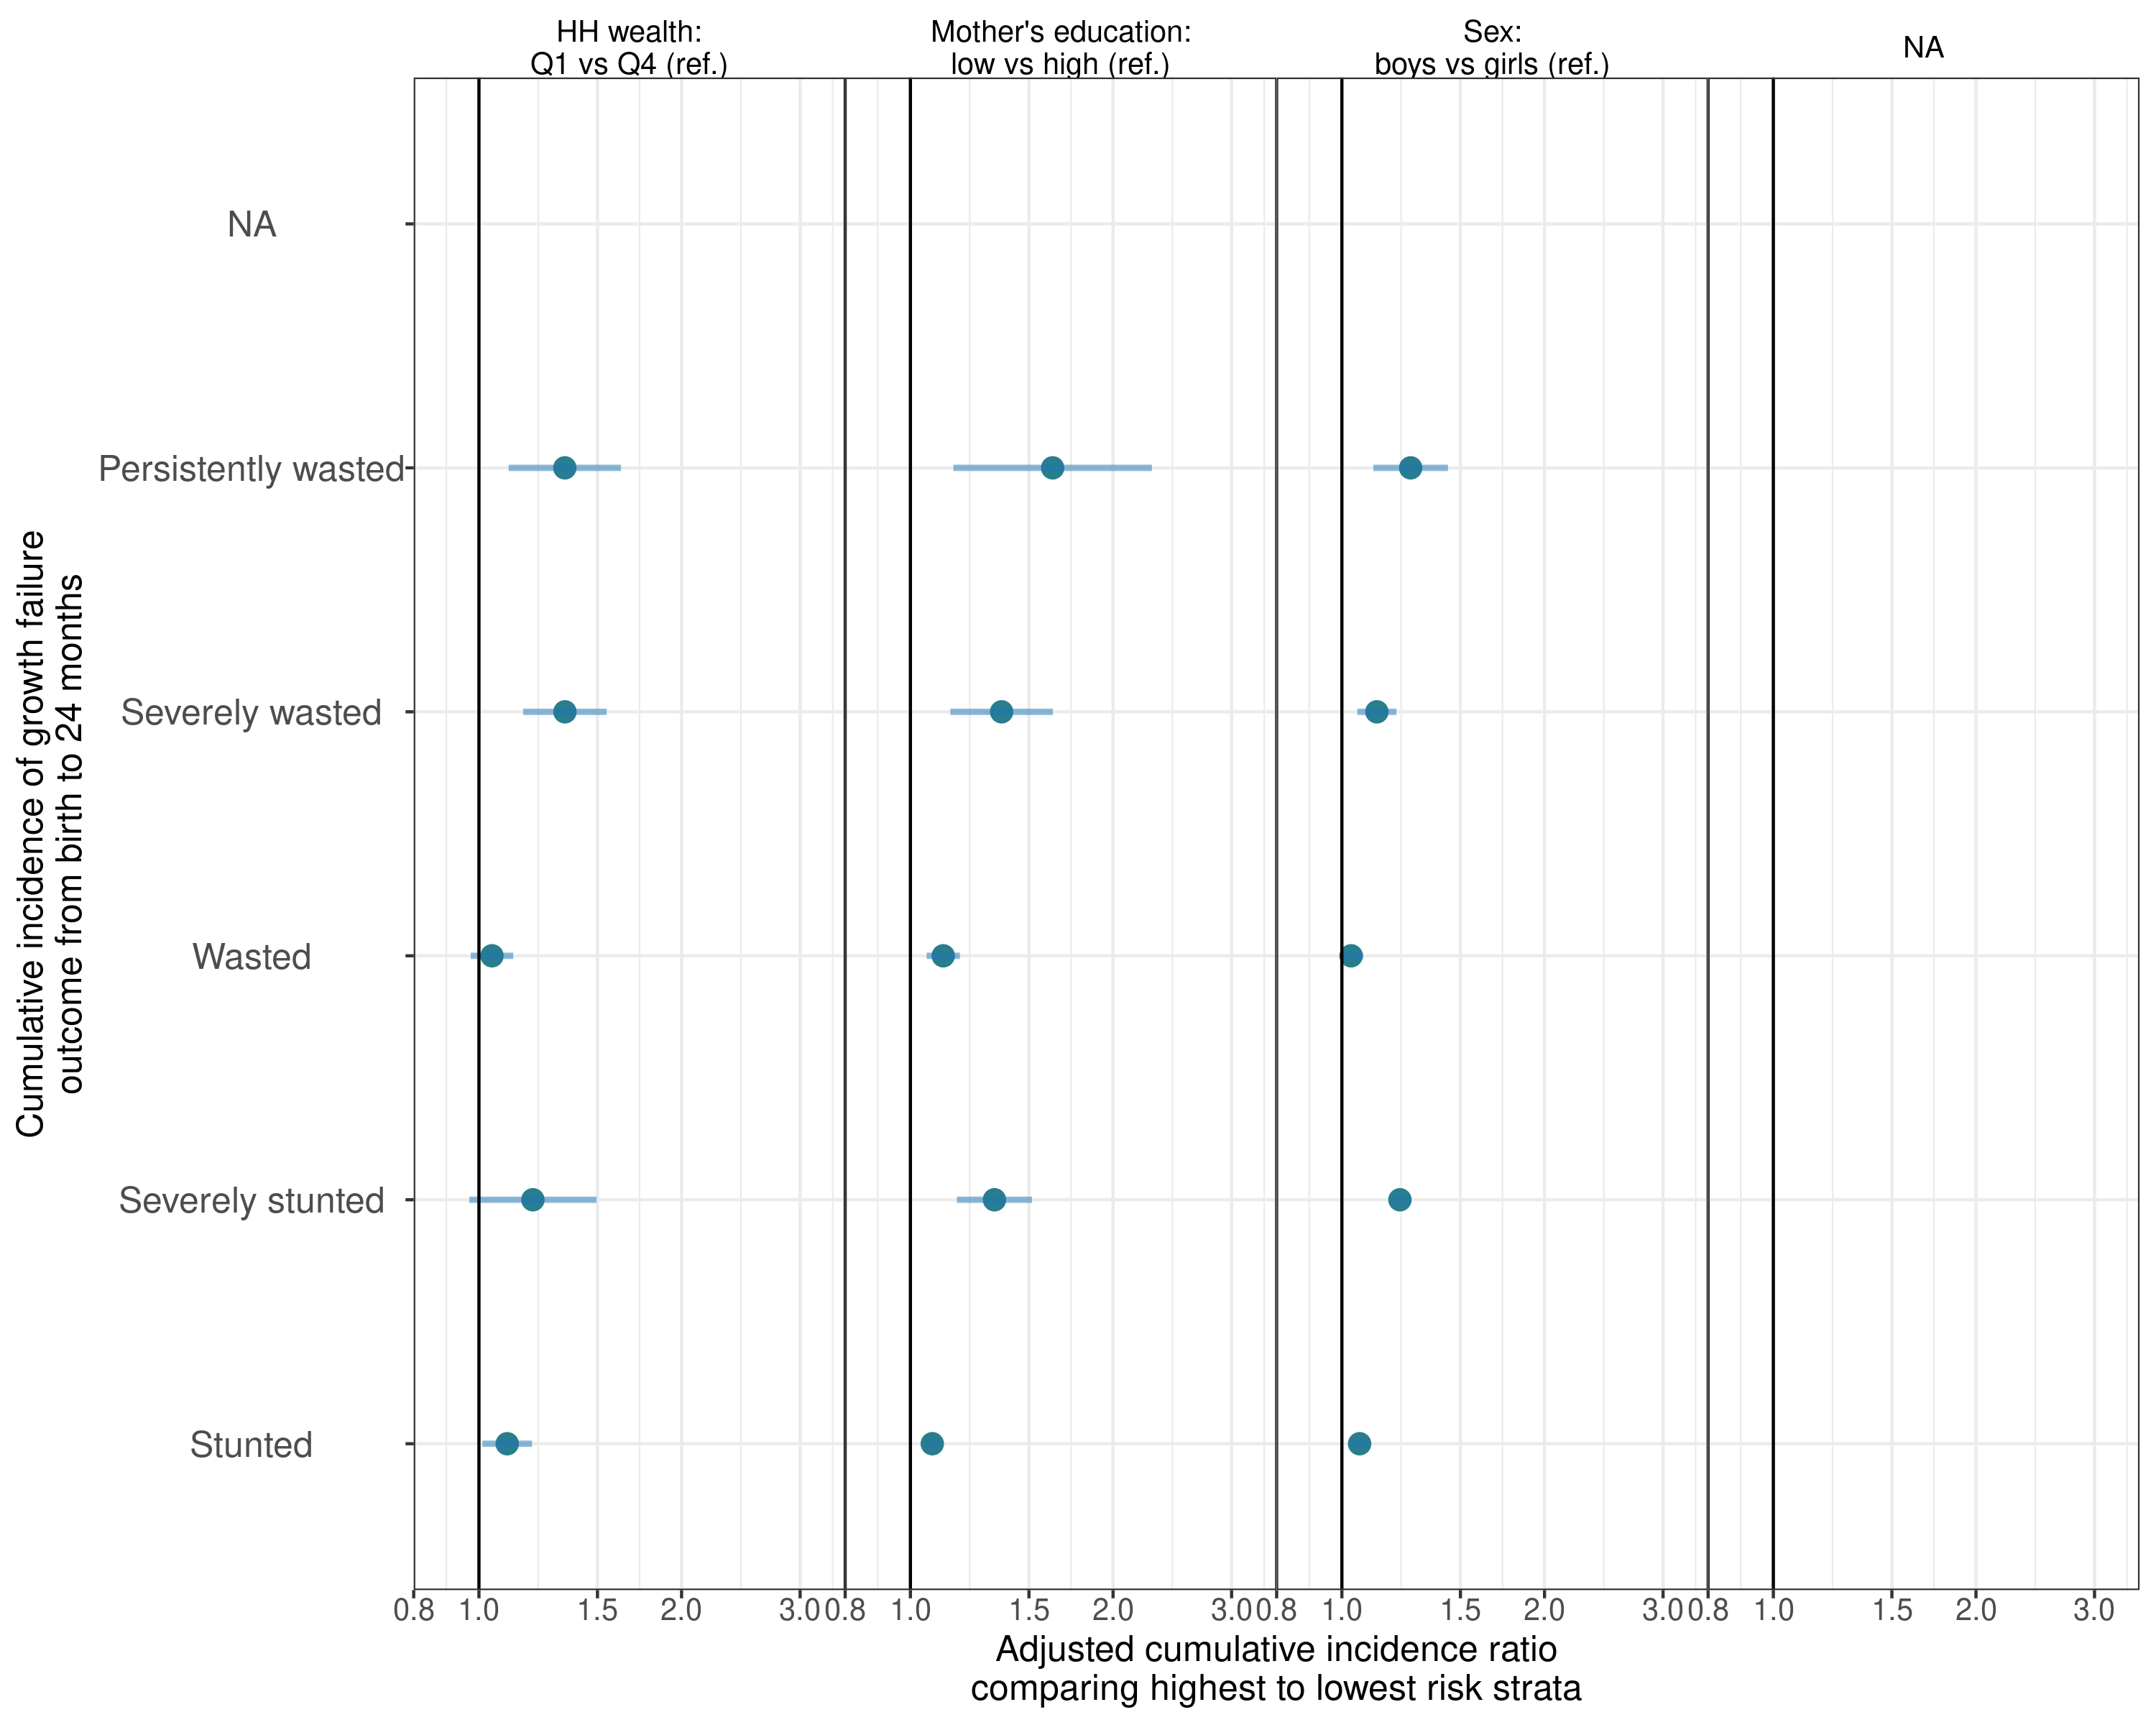 HH wealth:
Q1 vs Q4 (ref.)
Mother's education:
low vs high (ref.)
Sex:
boys vs girls (ref.)
NA
Cumulative incidence of growth failure
outcome from birth to 24 months
NA
Persistently wasted
Severely wasted
Wasted
Severely stunted
Stunted
0.8 1.0 1.5 2.0 3.0 0.8 1.0 1.5 2.0 3.0 0.8 1.0 1.5 2.0 3.0 0.8 1.0 1.5 2.0 3.0
Adjusted cumulative incidence ratio
comparing highest to lowest risk strata